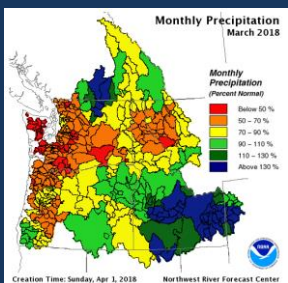 Monthly Precipitation
March 2018
Monthly
Precipitation
(Percent Normal)
Below 50 %
50 - 70 %
70 - 90 %
90 - 110 %
110 - 130 %
Above 130 %
Creation Time: Sunday, Apr 1, 2018
Northwest River Forecast Center